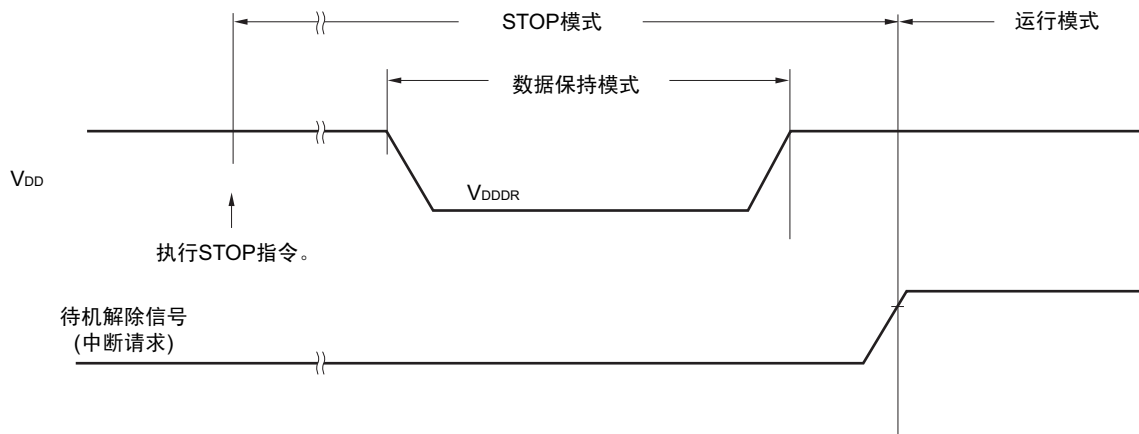 STOP模式
运行模式
数据保持模式
VDD
VDDDR
执行STOP指令。
待机解除信号
(中断请求)